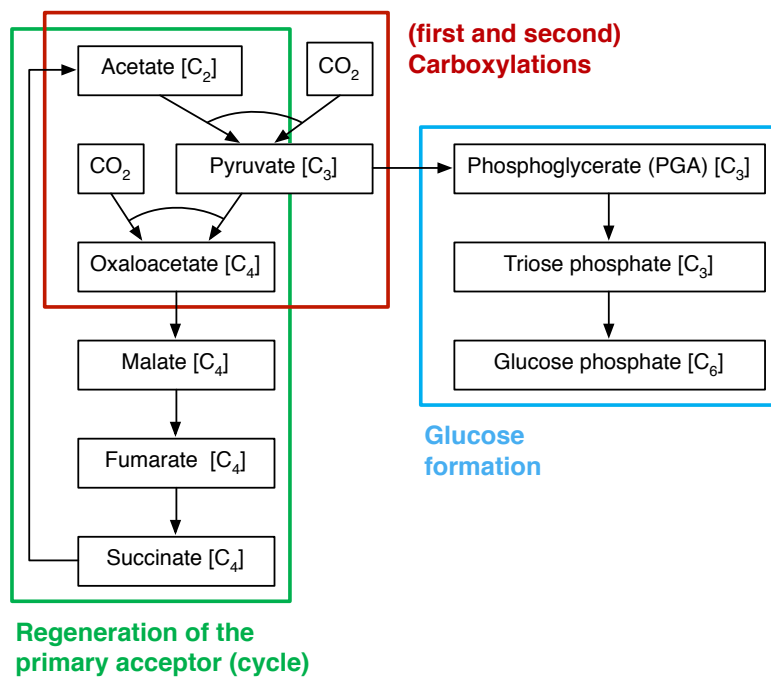 (first and second)
Carboxylations
Acetate [C₂]
CO₂
CO₂
Pyruvate [C₃]
Phosphoglycerate (PGA) [C₃]
Oxaloacetate [C₄]
Triose phosphate [C₃]
Malate [C₄]
Glucose phosphate [C₆]
Glucose
formation
Fumarate [C₄]
Succinate [C₄]
Regeneration of the
primary acceptor (cycle)